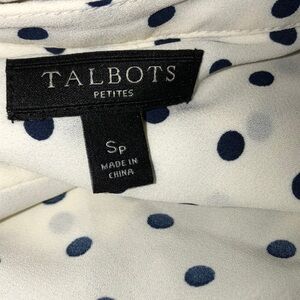 TALBOTS
PETITES
SP
MADE IN
CHINA